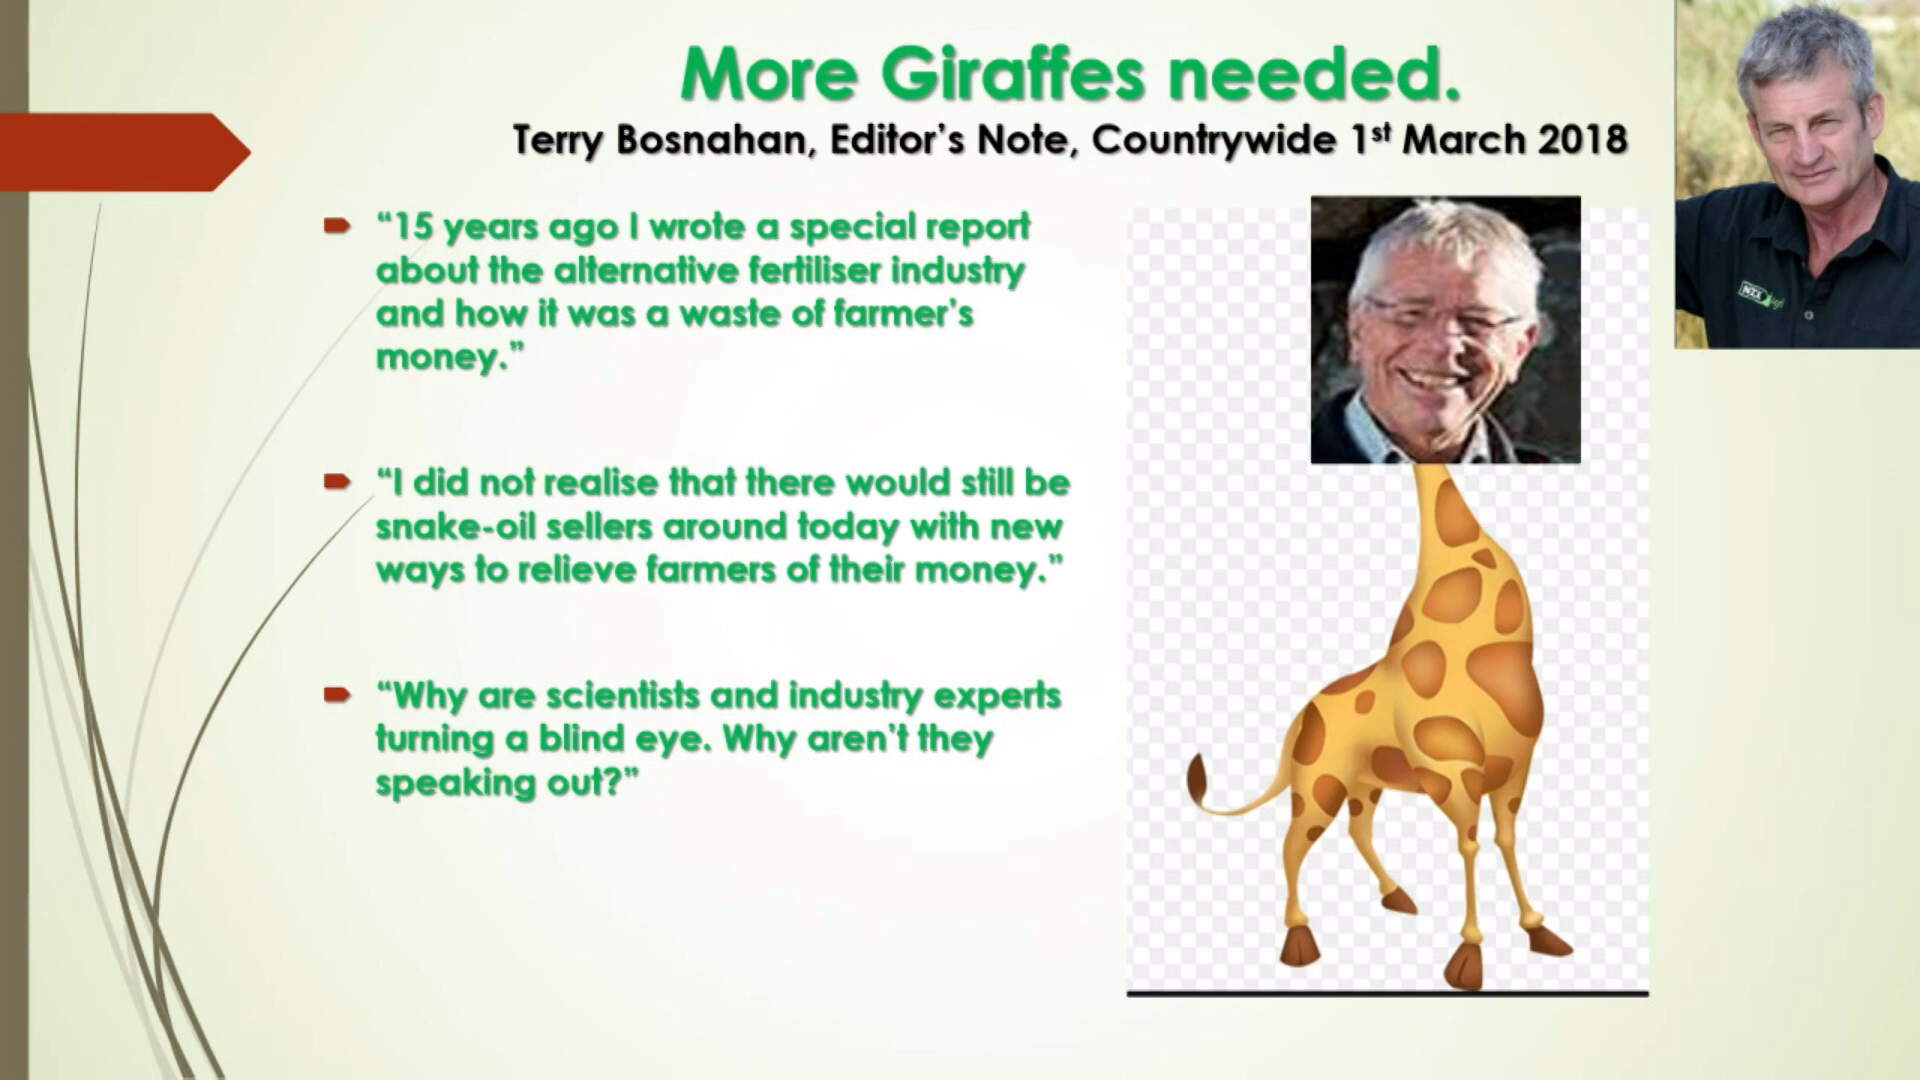 More Giraffes needed.
Terry Bosnahan, Editor’s Note, Countrywide 1st March 2018
“15 years ago I wrote a special report
about the alternative fertiliser industry
and how it was a waste of farmer’s
money.”
“I did not realise that there would still be
snake-oil sellers around today with new
ways to relieve farmers of their money.”
“Why are scientists and industry experts
turning a blind eye. Why aren’t they
speaking out?”
NZX